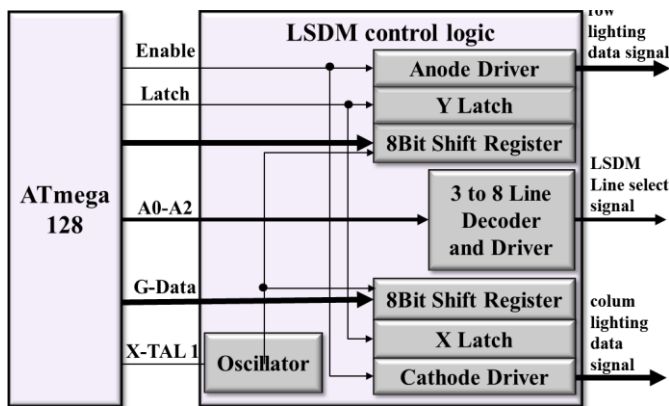 LSDM control logic
row
lighting
data signal
Enable
Anode Driver
Latch
Y Latch
8Bit Shift Register
ATmega
128
A0-A2
3 to 8 Line
Decoder
and Driver
LSDM
Line select
signal
G-Data
8Bit Shift Register
colum
lighting
data
signal
X Latch
X-TAL 1
Oscillator
Cathode Driver